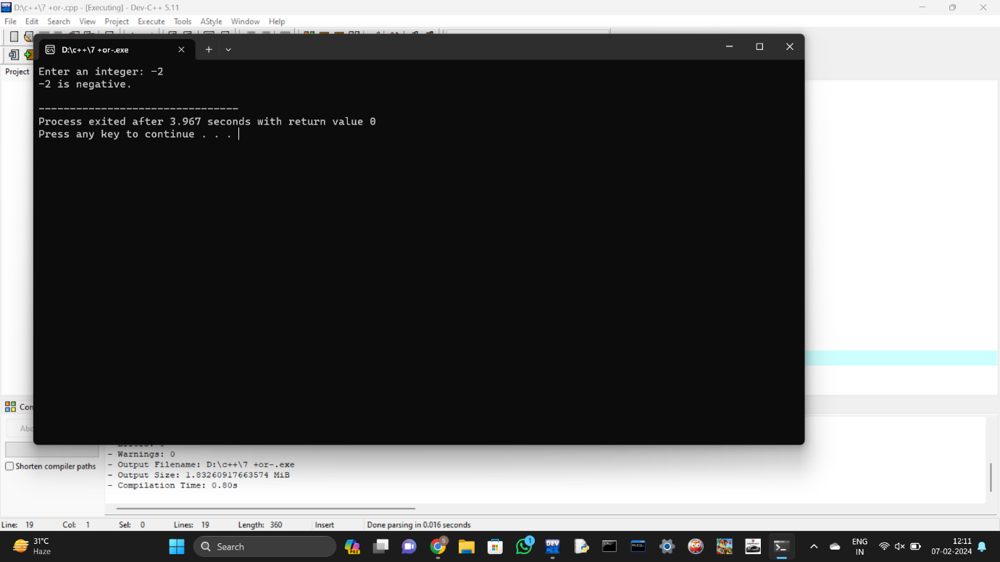 D:\c++\7 +or-.cpp - [Executing] - Dev-C++ 5.11
File Edit Search View Project Execute Tools AStyle Window Help
D:\c++\7 +or-.exe
Project
Enter an integer: -2
-2 is negative.
--------------------------------
Process exited after 3.967 seconds with return value 0
Press any key to continue . . .
- Warnings: 0
- Output Filename: D:\c++\7 +or-.exe
- Output Size: 1.83260917663574 MiB
- Compilation Time: 0.80s
Shorten compiler paths
Line: 19 Col: 1 Sel: 0 Lines: 19 Length: 360 Insert Done parsing in 0.016 seconds
31°C
Haze
Search
PRE
S
1
DEV
MySQL
ENG
IN
12:11
07-02-2024